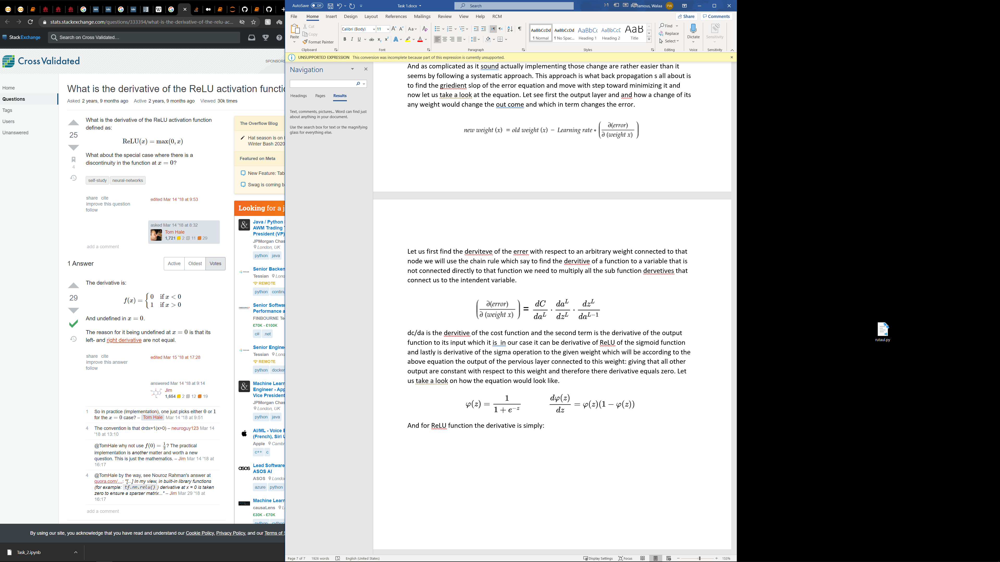 stats.stackexchange.com/questions/333394/what-is-the-derivative-of-the-relu-ac...
StackExchange
Search on Cross Validated…
CrossValidated
SPONSORE
Home
Questions
Tags
Users
Unanswered
What is the derivative of the ReLU activation functi
Asked 2 years, 9 months ago Active 2 years, 9 months ago Viewed 30k times
25
4
What is the derivative of the ReLU activation function
defined as:
ReLU(x) = max(0, x)
What about the special case where there is a
discontinuity in the function at x = 0?
self-study neural-networks
share cite
improve this question
follow
edited Mar 14 '18 at 9:53
asked Mar 14 '18 at 8:32
Tom Hale
1,721 2 11 29
add a comment
1 Answer
Active Oldest Votes
29
The derivative is:
f(x) = { 0 if x < 0
1 if x > 0
And undefined in x = 0.
The reason for it being undefined at x = 0 is that its
left- and right derivative are not equal.
share cite
improve this answer
follow
edited Mar 15 '18 at 17:28
answered Mar 14 '18 at 9:14
Jim
1,654 2 12 19
1 So in practice (implementation), one just picks either 0 or 1
for the x = 0 case? – Tom Hale Mar 14 '18 at 9:51
4 The convention is that drdx=1(x>0) – neuroguy123 Mar 14
'18 at 13:10
@TomHale why not use f(0) = 1/2? The practical
implementation is another matter and worth a new
question. This is just the mathematics. – Jim Mar 14 '18 at
16:17
4 @TomHale by the way, see Nouroz Rahman's answer at
quora.com/…: "[...] In my view, in built-in library functions
(for example: tf.nn.relu() ) derivative at x = 0 is taken
zero to ensure a sparser matrix..." – Jim Mar 29 '18 at
16:17
add a comment
The Overflow Blog
Hat season is on i
Winter Bash 2020
Featured on Meta
New Feature: Tab
Swag is coming b
Looking for a j
Java / Python
AWM Trading
President (VP)
JPMorgan Chas
London, UK
python java
Senior Backen
Tessian Lond
REMOTE
python continu
Senior Softwa
Performance a
FINBOURNE Te
£70K - £100K
c# .net
Senior Engine
Tessian Lond
REMOTE
python docker
Machine Learn
Engineer - App
Vice President
JPMorgan Chas
London, UK
python java
AI/ML - Voice E
(French), Siri U
Apple Cambr
c++ c
Lead Software
ASOS AI
ASOS Londo
azure python
Machine Learn
causaLens L
£30K - £70K
python cython
By using our site, you acknowledge that you have read and understand our Cookie Policy, Privacy Policy, and our Terms of S
Task_2.ipynb
AutoSave Off
Task 1.docx
Search
Jamous, Walaa PW
File Home Insert Design Layout References Mailings Review View Help RCM
Share Comments
Paste
Cut
Copy
Format Painter
Clipboard
Calibri (Body) 11
Font
Paragraph
AaBbCcDd AaBbCcDd AaBbCc AaBbCcD AaB
¶ Normal ¶ No Spac... Heading 1 Heading 2 Title
Styles
Find
Replace
Select
Editing
Dictate
Voice
Sensitivity
Sensitivity
UNSUPPORTED EXPRESSION This conversion was incomplete because part of this expression is currently unsupported.
Navigation
Headings Pages Results
Text, comments, pictures... Word can find just
about anything in your document.
Use the search box for text or the magnifying
glass for everything else.
And as complicated as it sound actually implementing those change are rather easier than it
seems by following a systematic approach. This approach is what back propagation s all about is
to find the griedient slop of the error equation and move with step toward minimizing it and
now let us take a look at the equation. Let see first the output layer and and how a change of its
any weight would change the out come and which in term changes the error.
new weight (x) = old weight (x) − Learning rate * (∂(error) / ∂ (weight x))
Let us first find the derviteve of the errer with respect to an arbitrary weight connected to that
node we will use the chain rule which say to find the dervitive of a function to a variable that is
not connected directly to that function we need to multiply all the sub function dervetives that
connect us to the intendent variable.
(∂(error) / ∂ (weight x)) = dC/da^L · da^L/dz^L · dz^L/da^{L−1}
dc/da is the dervitive of the cost function and the second term is the derivative of the output
function to its input which it is in our case it can be derivative of ReLU of the sigmoid function
and lastly is derivative of the sigma operation to the given weight which will be according to the
above equation the output of the pervious layer connected to this weight: giving that all other
output are constant with respect to this weight and therefore there derivative equals zero. Let
us take a look on how the equation would look like.
φ(z) = 1 / (1 + e^{−z}) dφ(z)/dz = φ(z)(1 − φ(z))
And for ReLU function the derivative is simply:
Page 7 of 7 1926 words English (United States)
Display Settings Focus 153%
rutaul.py